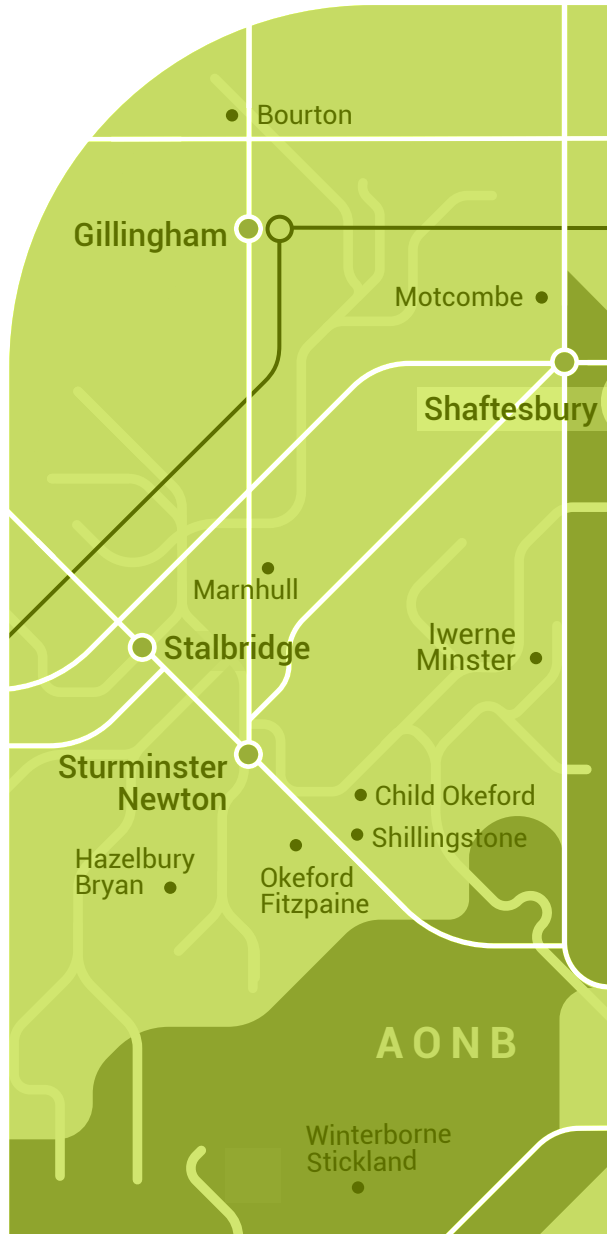 Bourton
Gillingham
Motcombe
Shaftesbury
Marnhull
Stalbridge
Iwerne
Minster
Sturminster
Newton
Child Okeford
Shillingstone
Hazelbury
Bryan
Okeford
Fitzpaine
AONB
Winterborne
Stickland